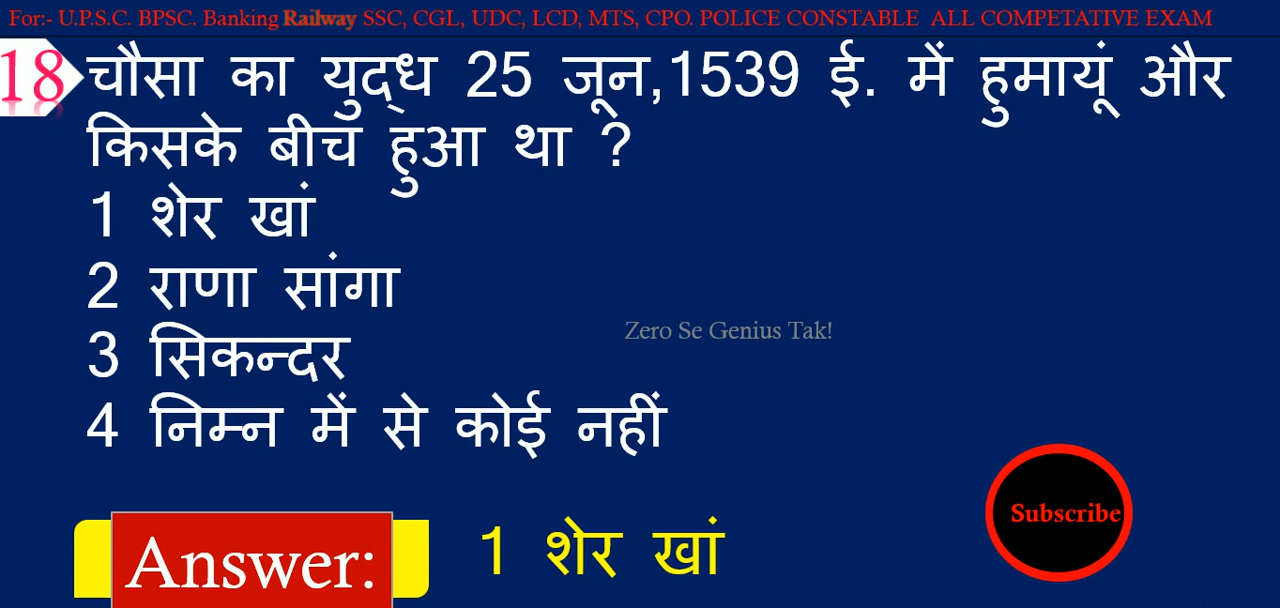 For:- U.P.S.C. BPSC. Banking Railway SSC, CGL, UDC, LCD, MTS, CPO. POLICE CONSTABLE ALL COMPETATIVE EXAM
18 चौसा का युद्ध 25 जून,1539 ई. में हुमायूं और
किसके बीच हुआ था ?
1 शेर खां
2 राणा सांगा
3 सिकन्दर
4 निम्न में से कोई नहीं
Zero Se Genius Tak!
Subscribe
Answer: 1 शेर खां